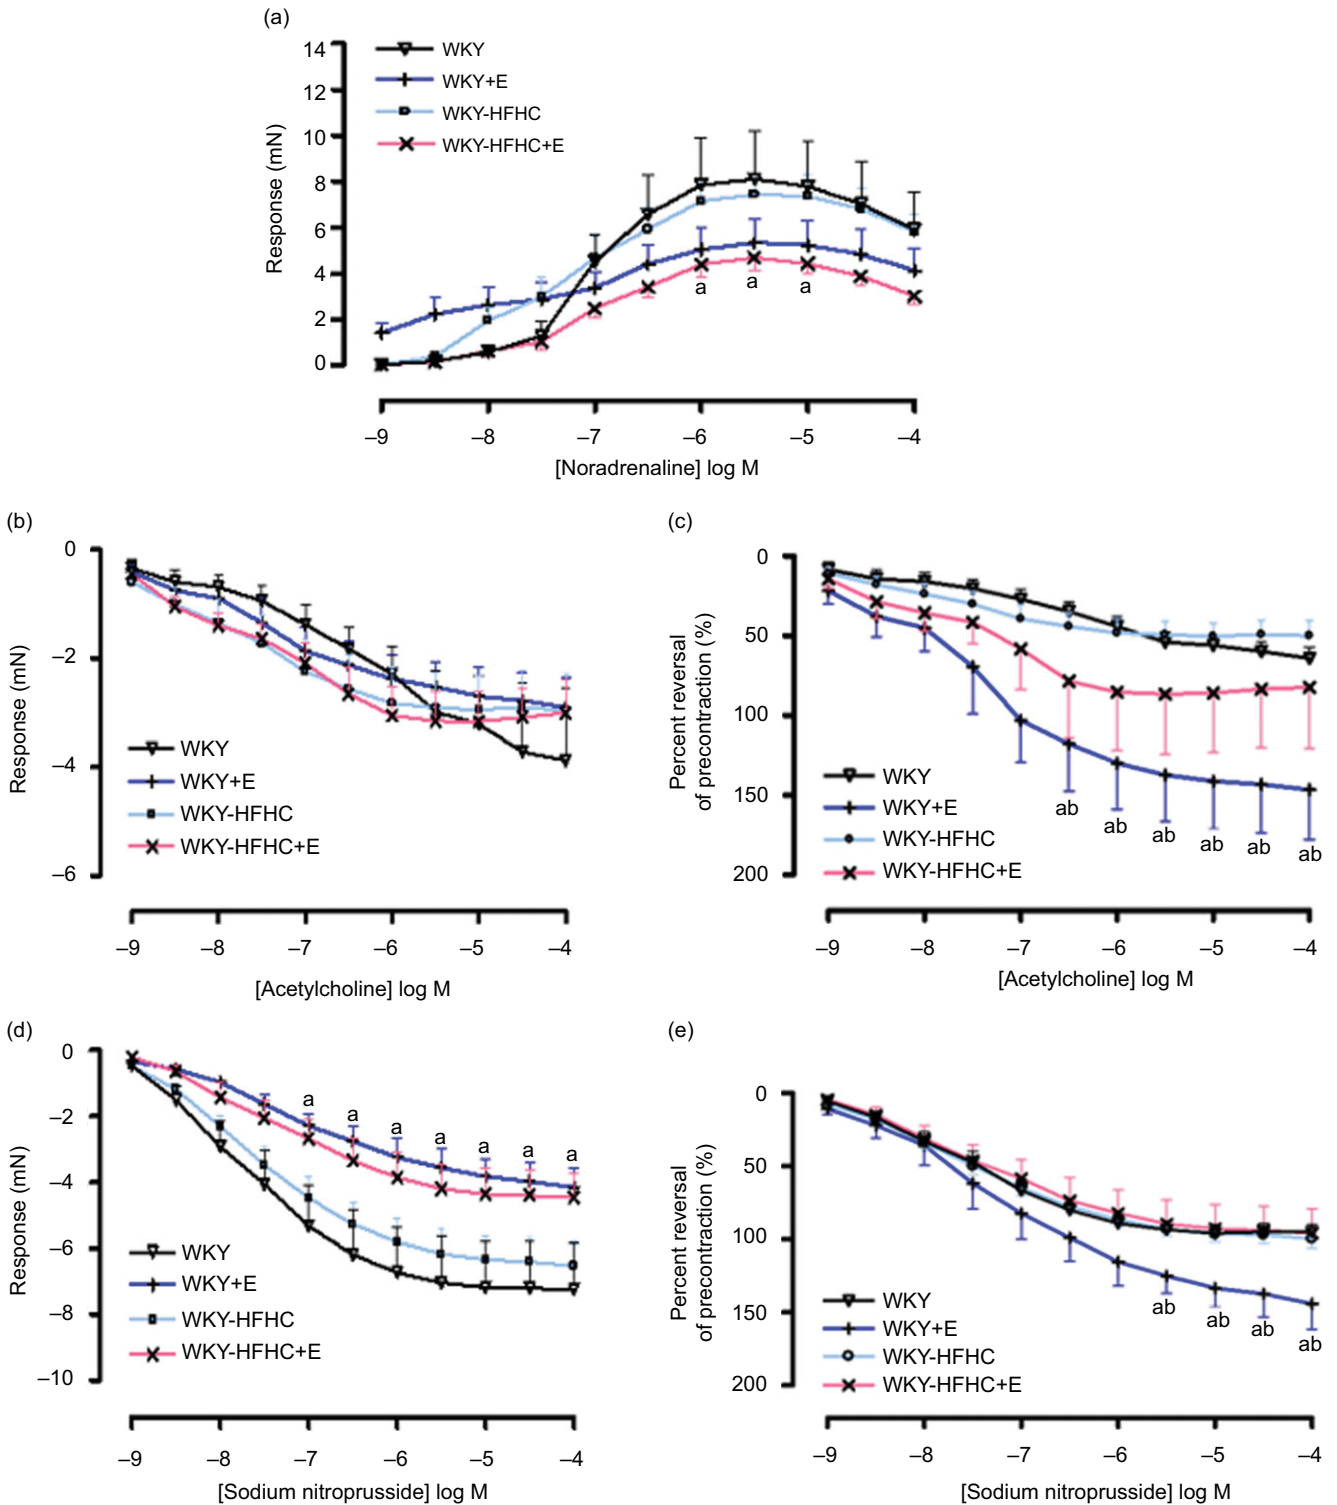 (a)
14
12
10
8
6
4
2
0
Response (mN)
WKY
WKY+E
WKY-HFHC
WKY-HFHC+E
a a a
–9 –8 –7 –6 –5 –4
[Noradrenaline] log M
(b)
0
–2
–4
–6
Response (mN)
WKY
WKY+E
WKY-HFHC
WKY-HFHC+E
–9 –8 –7 –6 –5 –4
[Acetylcholine] log M
(c)
0
50
100
150
200
Percent reversal
of precontraction (%)
WKY
WKY+E
WKY-HFHC
WKY-HFHC+E
ab ab ab ab ab ab
–9 –8 –7 –6 –5 –4
[Acetylcholine] log M
(d)
0
–2
–4
–6
–8
–10
Response (mN)
a a a a a a a
WKY
WKY+E
WKY-HFHC
WKY-HFHC+E
–9 –8 –7 –6 –5 –4
[Sodium nitroprusside] log M
(e)
0
50
100
150
200
Percent reversal
of precontraction (%)
WKY
WKY+E
WKY-HFHC
WKY-HFHC+E
ab ab ab ab
–9 –8 –7 –6 –5 –4
[Sodium nitroprusside] log M